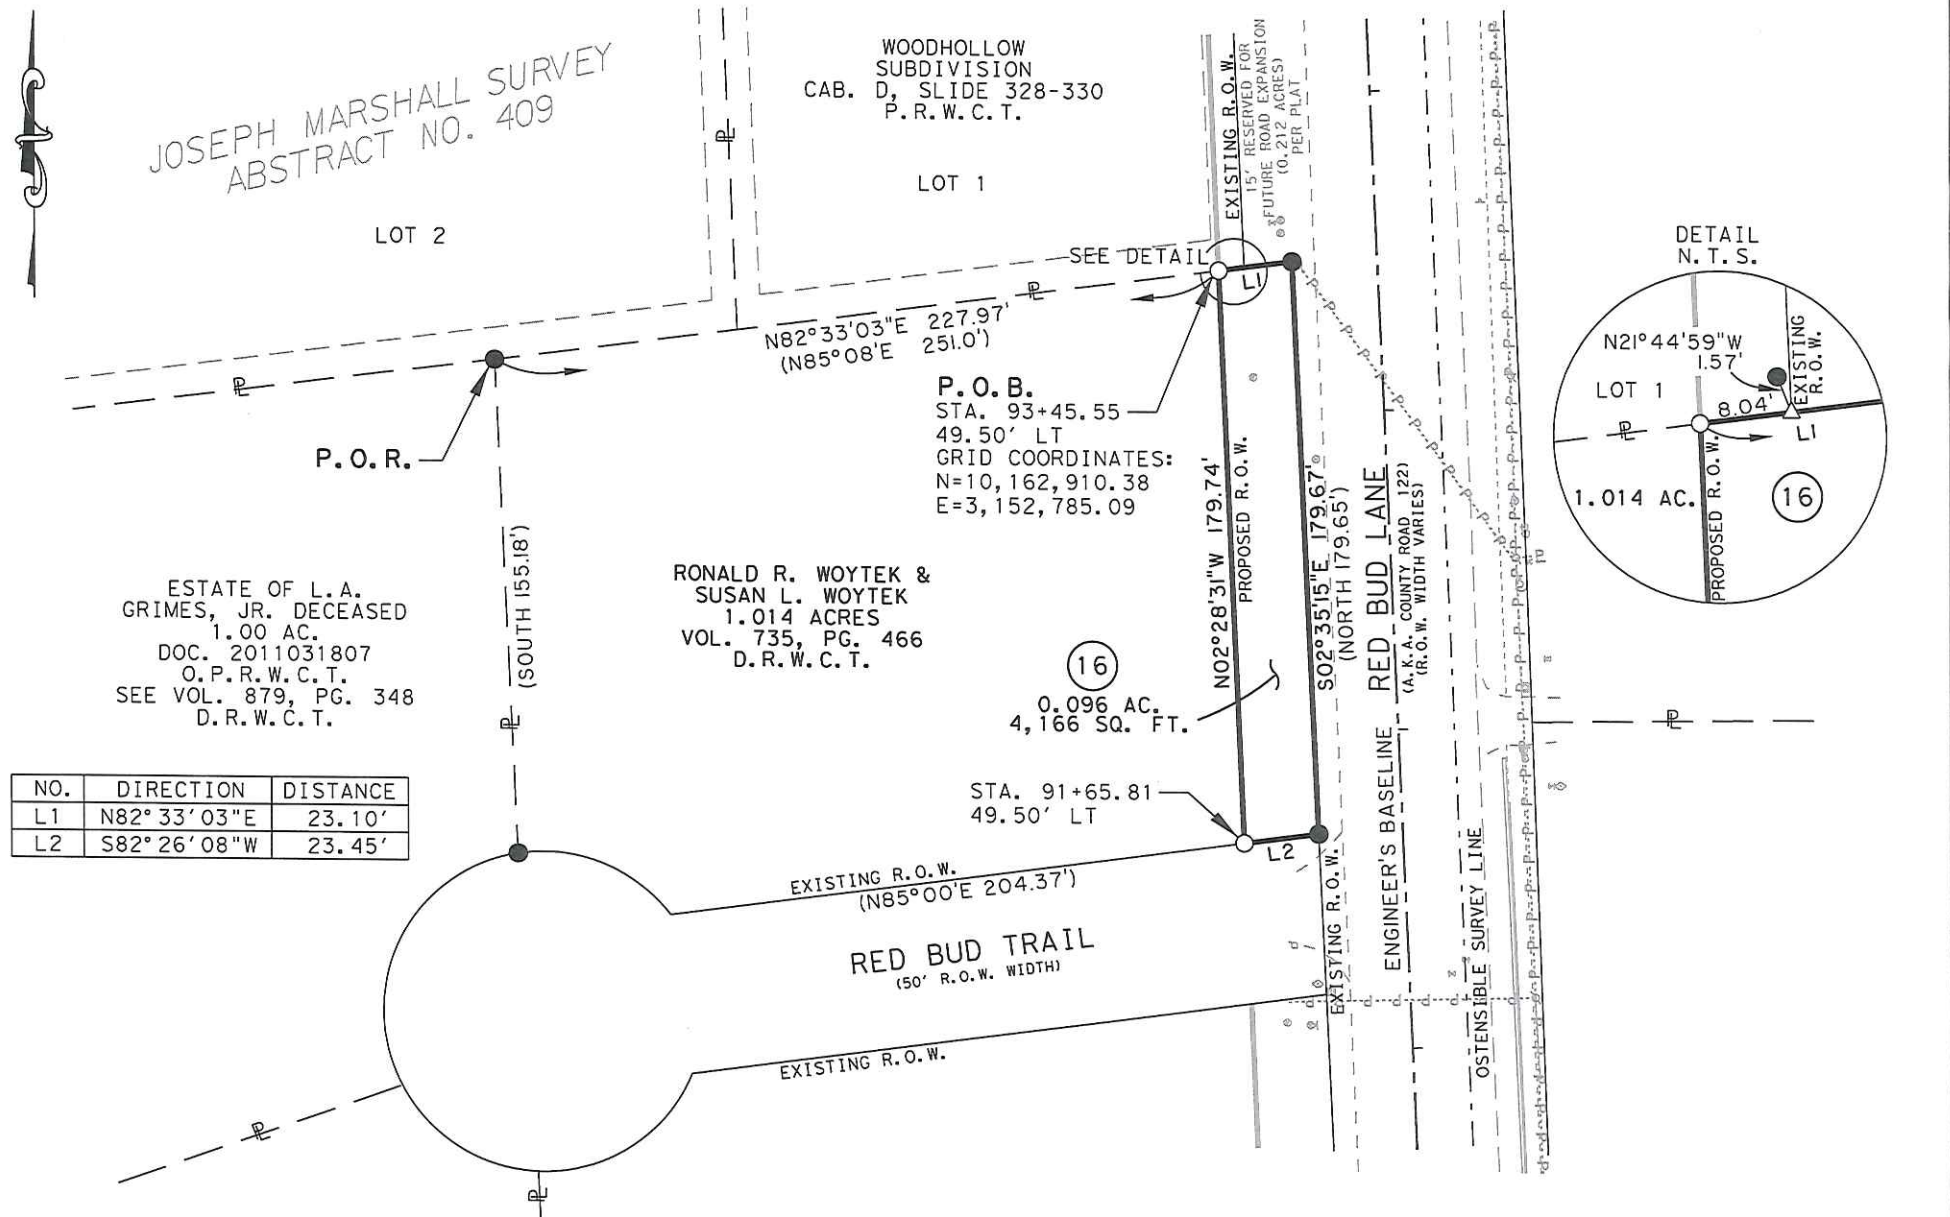 JOSEPH MARSHALL SURVEY
ABSTRACT NO. 409
LOT 2
WOODHOLLOW
SUBDIVISION
CAB. D, SLIDE 328-330
P.R.W.C.T.
LOT 1
EXISTING R.O.W.
15' RESERVED FOR
FUTURE ROAD EXPANSION
(0.212 ACRES)
PER PLAT
SEE DETAIL
L1
N82°33'03"E 227.97'
(N85°08'E 251.0')
P.O.R.
P.O.B.
STA. 93+45.55
49.50' LT
GRID COORDINATES:
N=10,162,910.38
E=3,152,785.09
DETAIL
N.T.S.
N21°44'59"W
1.57'
LOT 1
8.04'
EXISTING
R.O.W.
L1
1.014 AC.
PROPOSED R.O.W.
16
(SOUTH 155.18')
ESTATE OF L.A.
GRIMES, JR. DECEASED
1.00 AC.
DOC. 2011031807
O.P.R.W.C.T.
SEE VOL. 879, PG. 348
D.R.W.C.T.
RONALD R. WOYTEK &
SUSAN L. WOYTEK
1.014 ACRES
VOL. 735, PG. 466
D.R.W.C.T.
N02°28'31"W 179.74'
PROPOSED R.O.W.
S02°35'15"E 179.67'
(NORTH 179.65')
RED BUD LANE
(A.K.A. COUNTY ROAD 122)
(R.O.W. WIDTH VARIES)
16
0.096 AC.
4,166 SQ. FT.
STA. 91+65.81
49.50' LT
L2
NO. DIRECTION DISTANCE
L1 N82°33'03"E 23.10'
L2 S82°26'08"W 23.45'
EXISTING R.O.W.
(N85°00'E 204.37')
RED BUD TRAIL
(50' R.O.W. WIDTH)
EXISTING R.O.W.
EXISTING R.O.W.
ENGINEER'S BASELINE
OSTENSIBLE SURVEY LINE